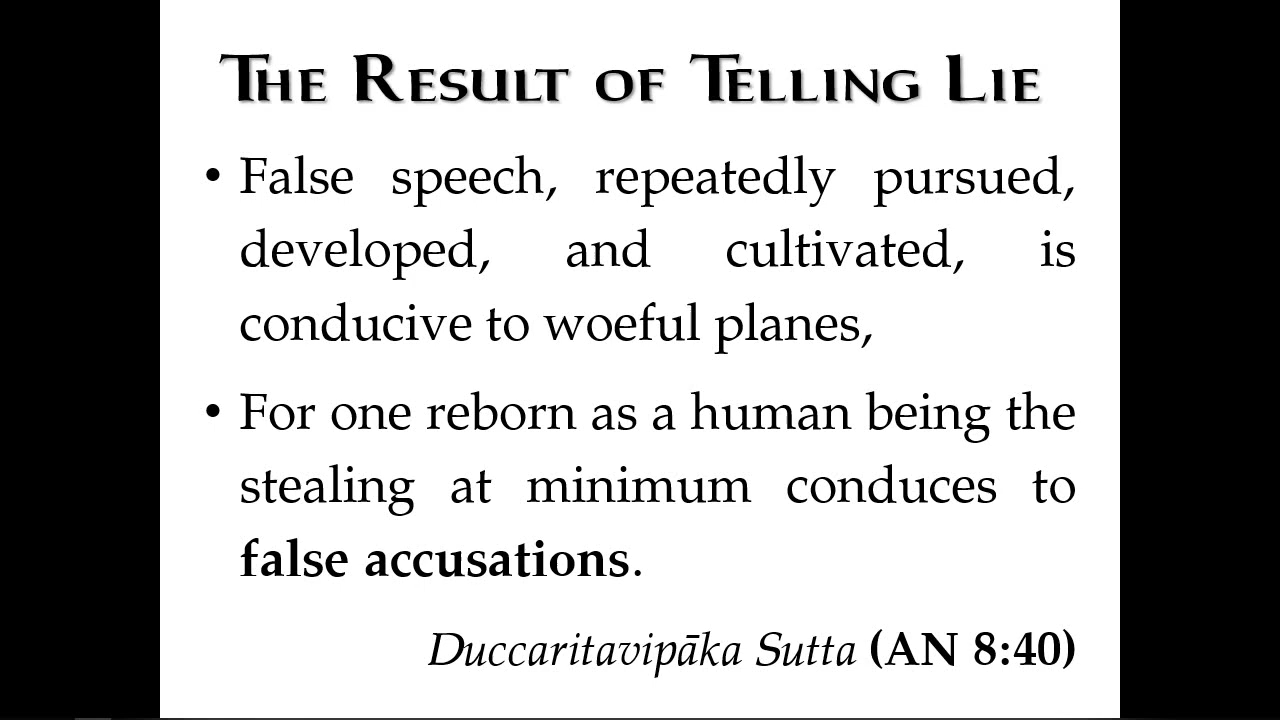 The Result of Telling Lie
• False speech, repeatedly pursued,
developed, and cultivated, is
conducive to woeful planes,
• For one reborn as a human being the
stealing at minimum conduces to
false accusations.
Duccaritavipāka Sutta (AN 8:40)